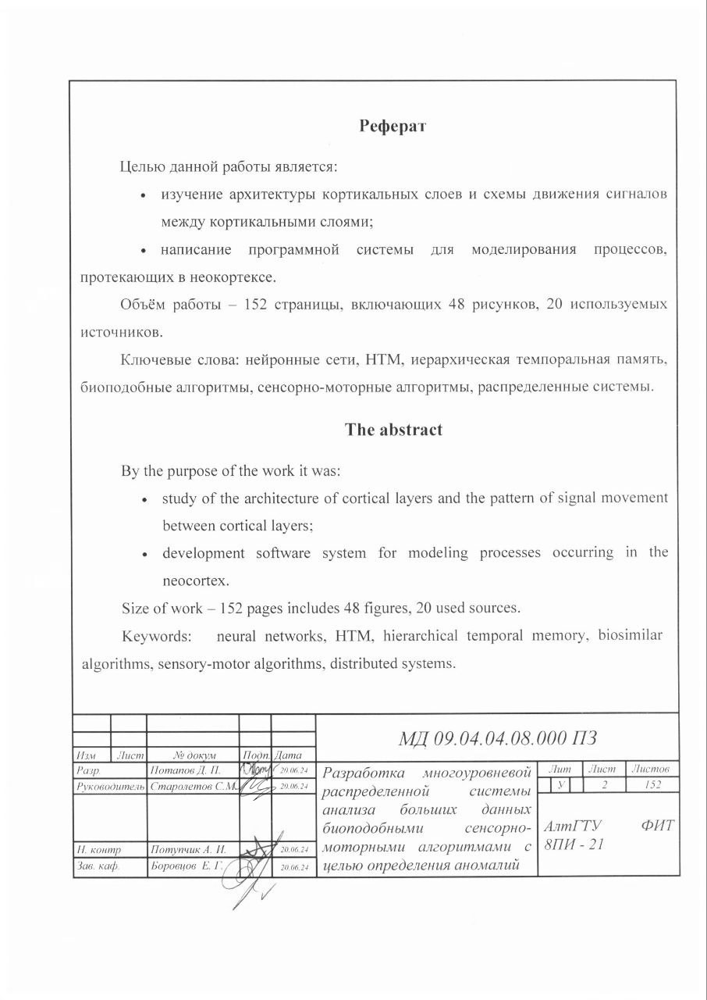 Реферат
Целью данной работы является:
• изучение архитектуры кортикальных слоев и схемы движения сигналов
между кортикальными слоями;
• написание программной системы для моделирования процессов,
протекающих в неокортексе.
Объём работы – 152 страницы, включающих 48 рисунков, 20 используемых
источников.
Ключевые слова: нейронные сети, HTM, иерархическая темпоральная память,
биоподобные алгоритмы, сенсорно-моторные алгоритмы, распределенные системы.
The abstract
By the purpose of the work it was:
• study of the architecture of cortical layers and the pattern of signal movement
between cortical layers;
• development software system for modeling processes occurring in the
neocortex.
Size of work – 152 pages includes 48 figures, 20 used sources.
Keywords: neural networks, HTM, hierarchical temporal memory, biosimilar
algorithms, sensory-motor algorithms, distributed systems.
МД 09.04.04.08.000 ПЗ
Изм Лист № докум Подп. Дата
Разр. Потапов Д. П. 20.06.24
Руководитель Старолетов С.М. 20.06.24
Н. контр Потупчик А. И. 20.06.24
Зав. каф. Боровцов Е. Г. 20.06.24
Разработка многоуровневой
распределенной системы
анализа больших данных
биоподобными сенсорно-
моторными алгоритмами с
целью определения аномалий
Лит Лист Листов
У 2 152
АлтГТУ ФИТ
8ПИ - 21